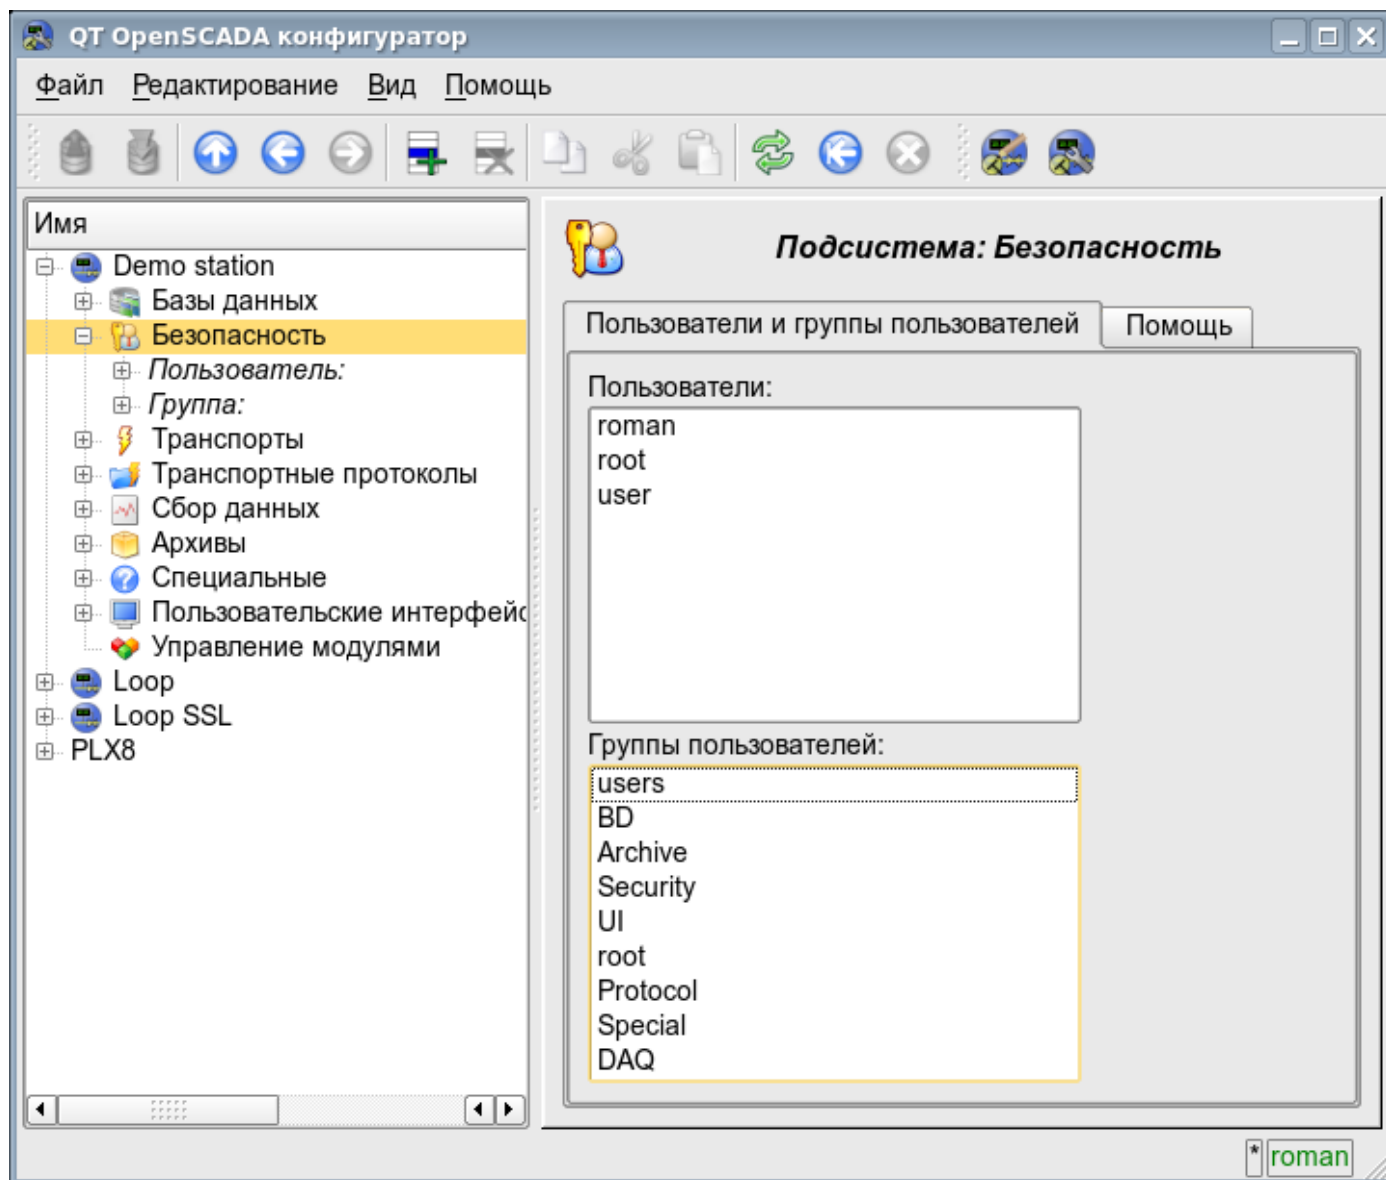 QT OpenSCADA конфигуратор
Файл Редактирование Вид Помощь
Имя
Demo station
Базы данных
Безопасность
Пользователь:
Группа:
Транспорты
Транспортные протоколы
Сбор данных
Архивы
Специальные
Пользовательские интерфейс
Управление модулями
Loop
Loop SSL
PLX8
Подсистема: Безопасность
Пользователи и группы пользователей Помощь
Пользователи:
roman
root
user
Группы пользователей:
users
BD
Archive
Security
UI
root
Protocol
Special
DAQ
* roman